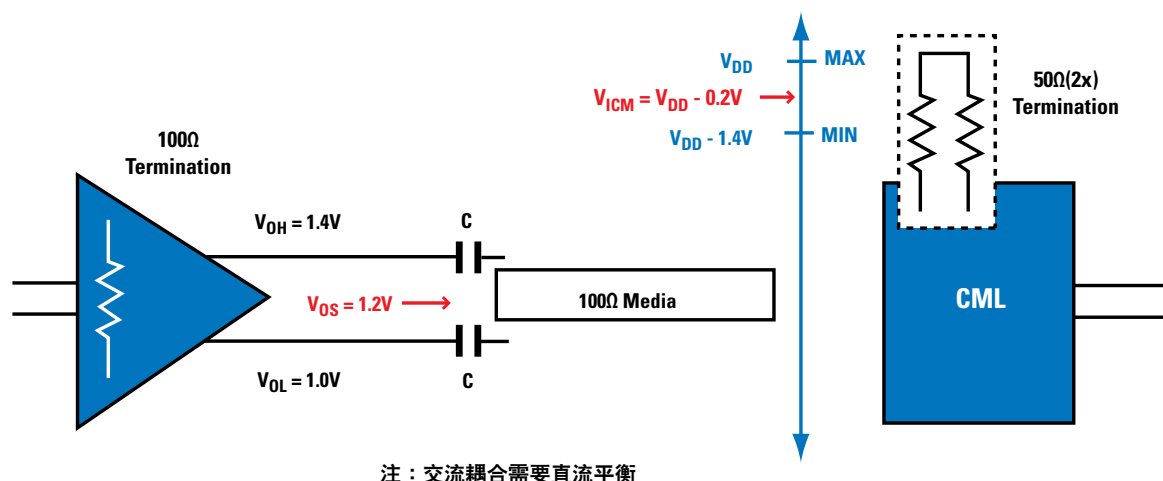 100Ω
Termination
V_OH = 1.4V
C
V_OS = 1.2V
100Ω Media
V_OL = 1.0V
C
V_DD
MAX
V_ICM = V_DD - 0.2V
V_DD - 1.4V
MIN
50Ω(2x)
Termination
CML
注：交流耦合需要直流平衡